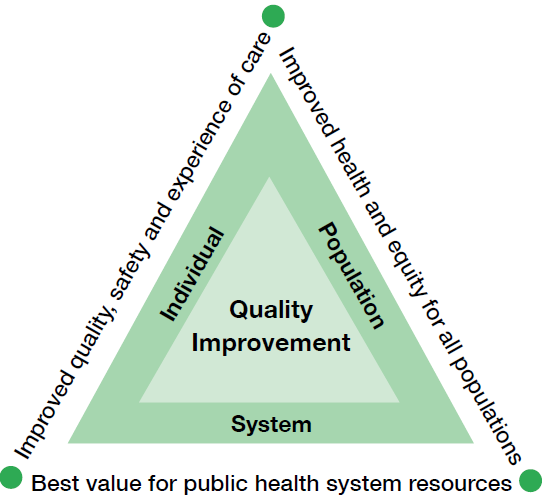 Improved quality, safety and experience of care
Improved health and equity for all populations
Individual
Population
Quality
Improvement
System
Best value for public health system resources